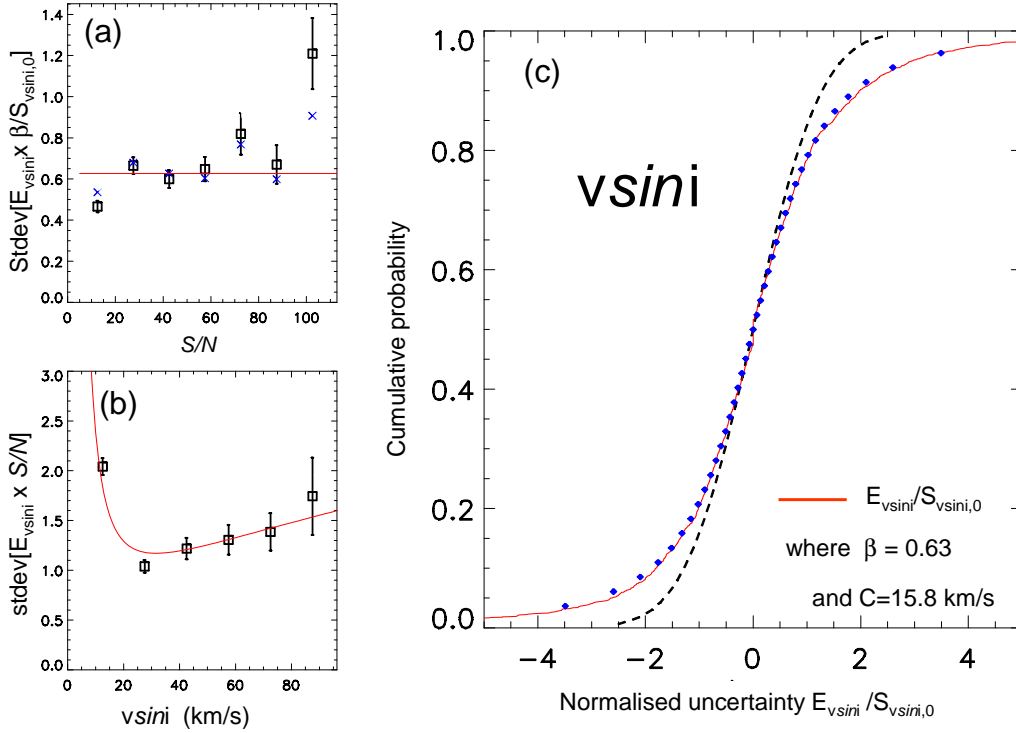 (a)
Stdev[E_vsini x β/S_vsini,0]
1.4
1.2
1.0
0.8
0.6
0.4
0.2
0.0
0 20 40 60 80 100
S/N
(b)
stdev[E_vsini x S/N]
3.0
2.5
2.0
1.5
1.0
0.5
0.0
0 20 40 60 80
vsini (km/s)
(c)
Cumulative probability
1.0
0.8
0.6
0.4
0.2
0.0
vsini
E_vsini/S_vsini,0
where β = 0.63
and C=15.8 km/s
−4 −2 0 2 4
Normalised uncertainty E_vsini /S_vsini,0